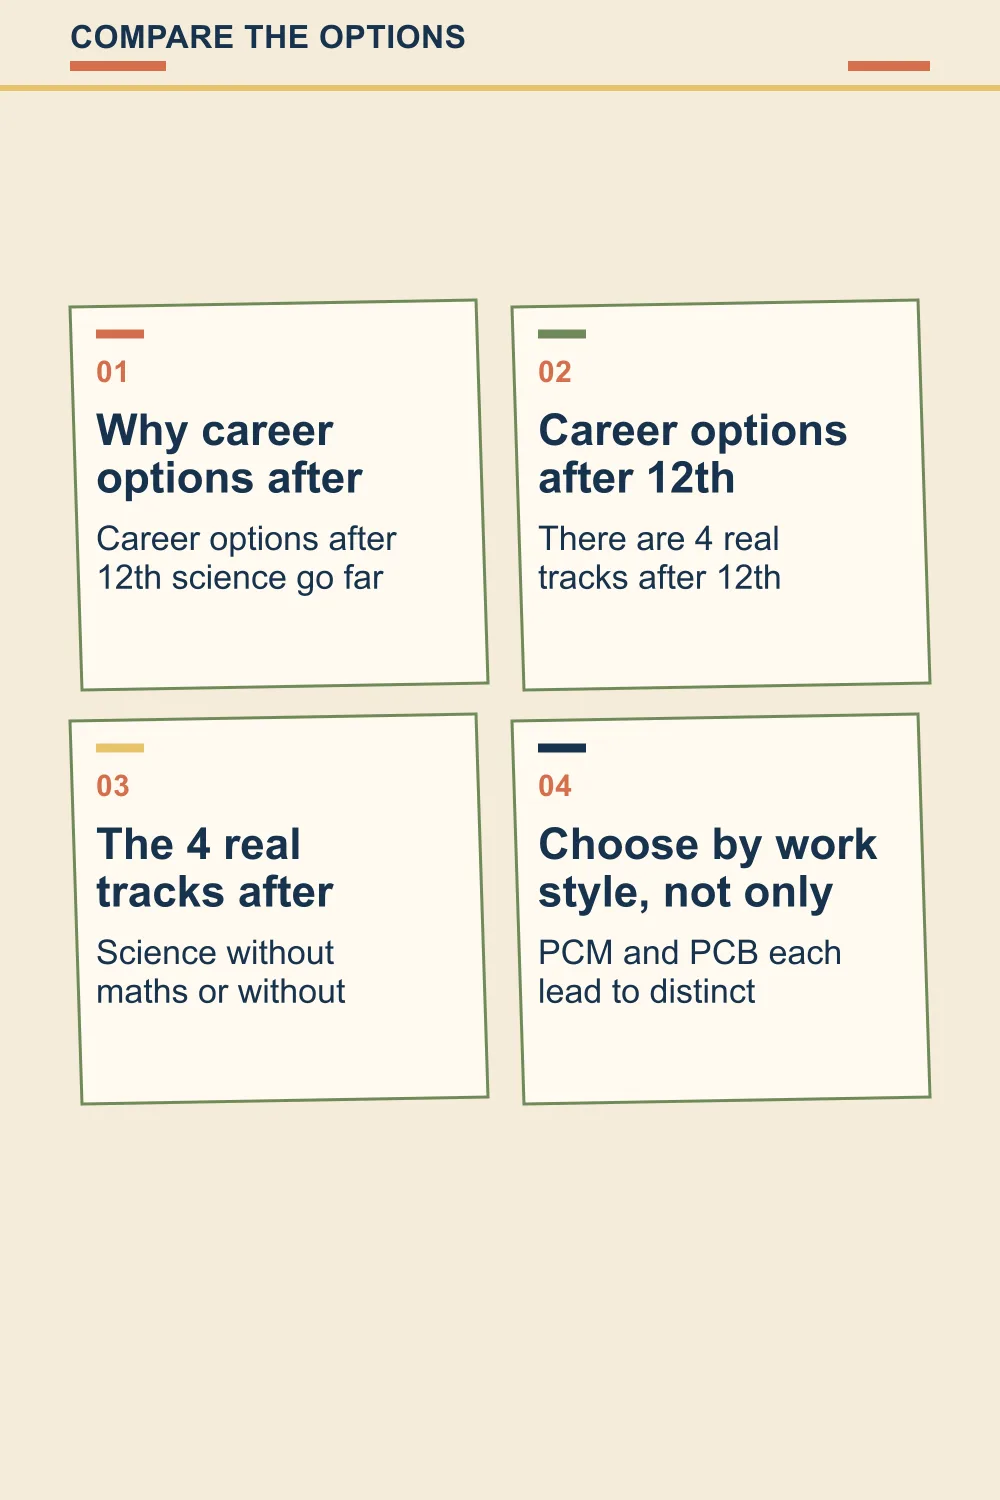 COMPARE THE OPTIONS
01
Why career
options after
Career options after
12th science go far
02
Career options
after 12th
There are 4 real
tracks after 12th
03
The 4 real
tracks after
Science without
maths or without
04
Choose by work
style, not only
PCM and PCB each
lead to distinct